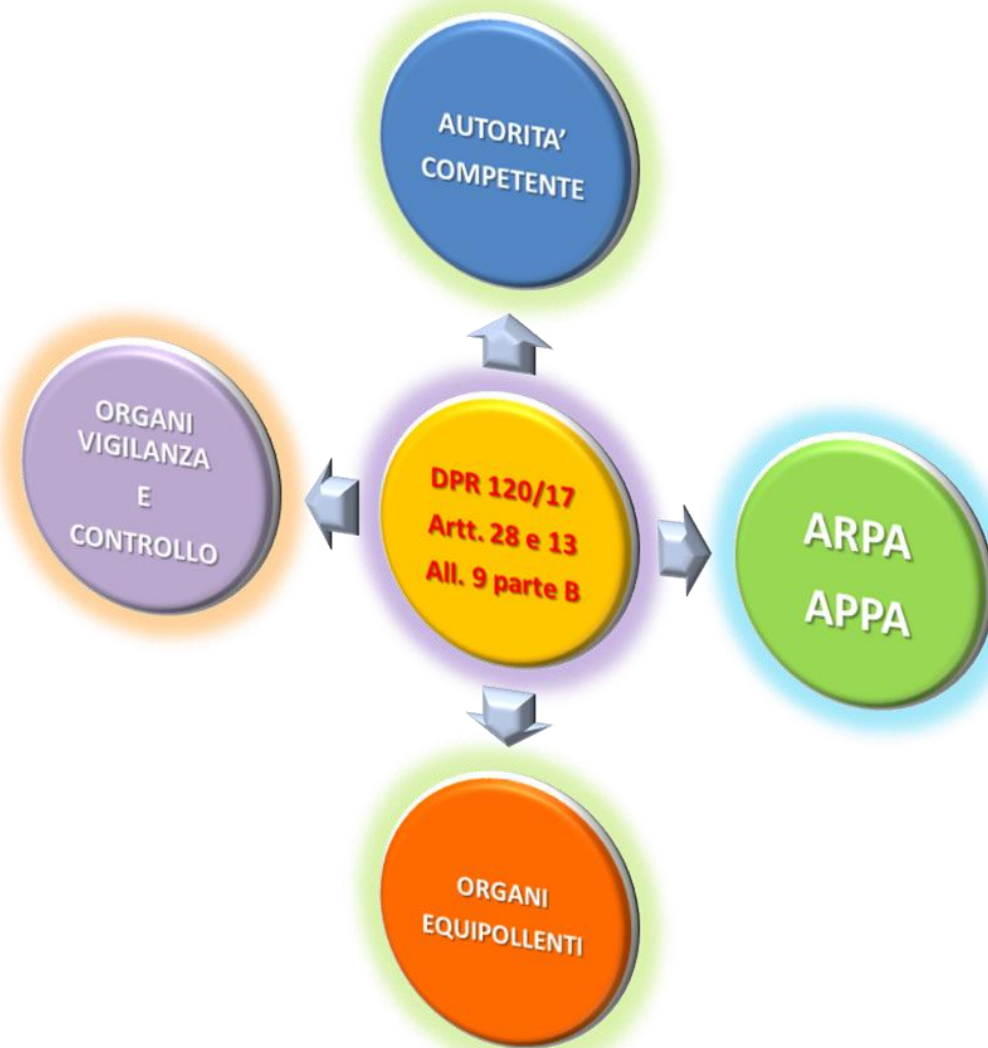 AUTORITA’
COMPETENTE
ORGANI
VIGILANZA
E
CONTROLLO
DPR 120/17
Artt. 28 e 13
All. 9 parte B
ARPA
APPA
ORGANI
EQUIPOLLENTI